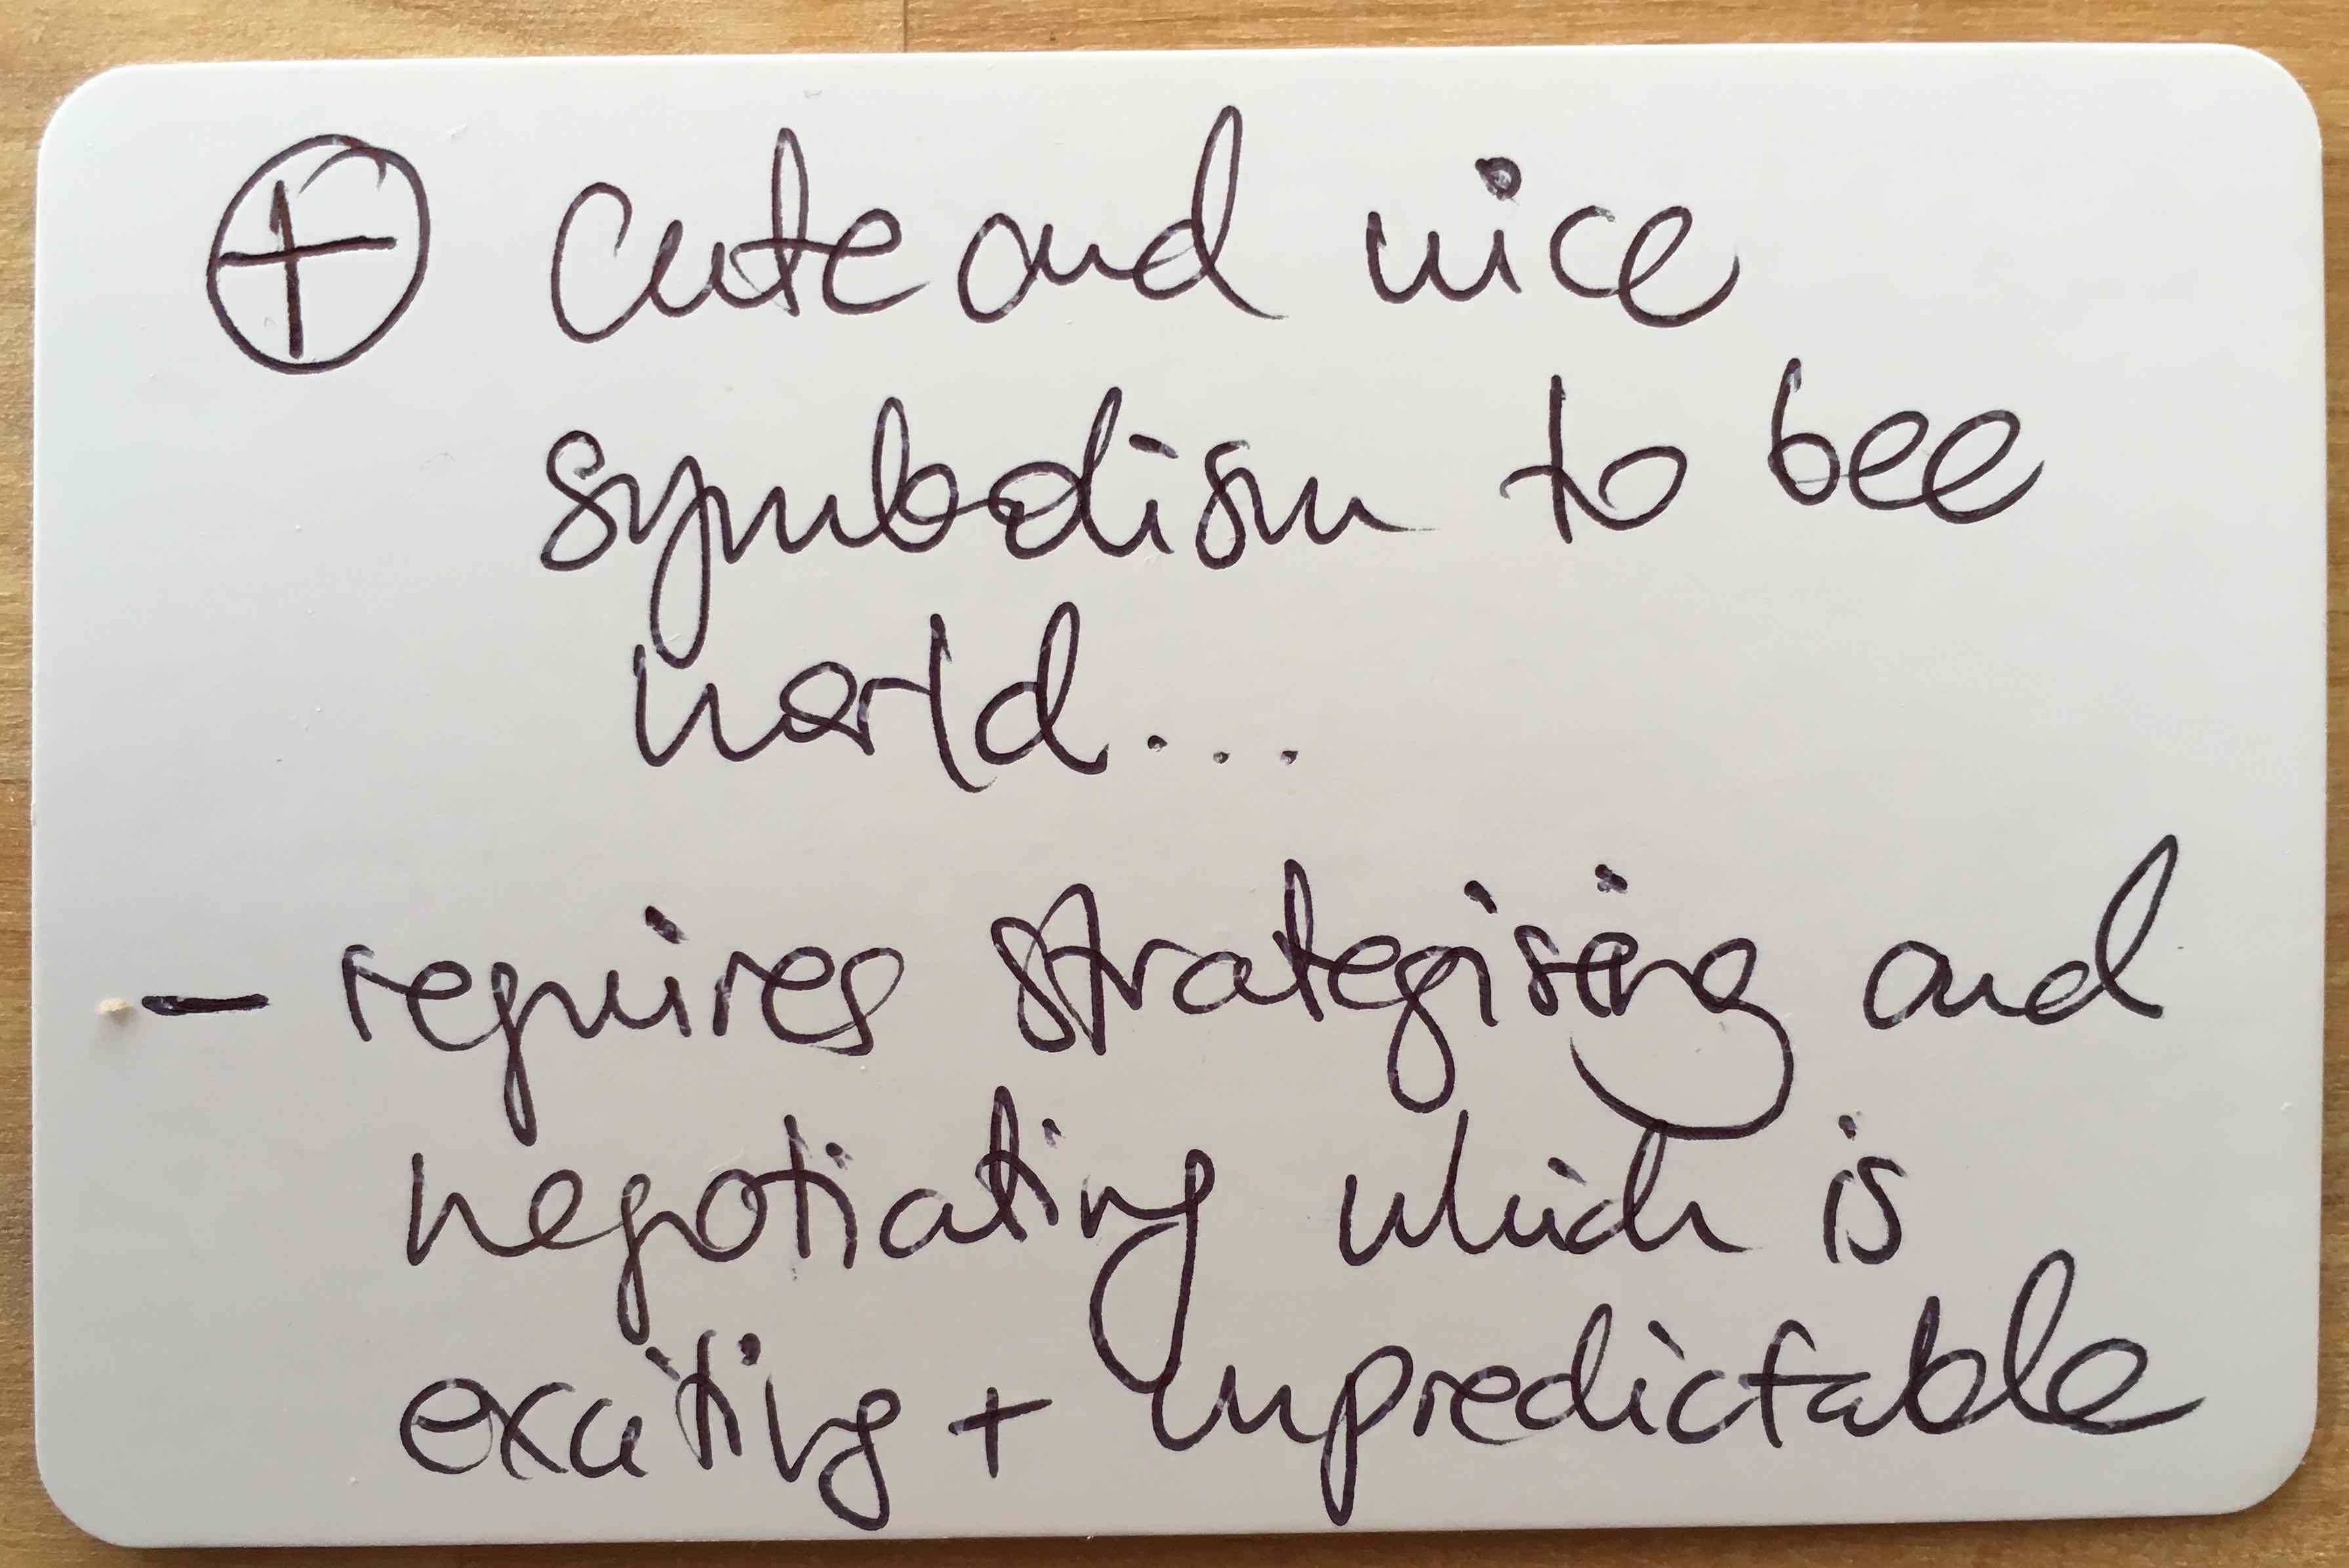 ⊕ cute and nice
symbolism to bee
world...
- requires strategising and
negotiating which is
exciting + unpredictable